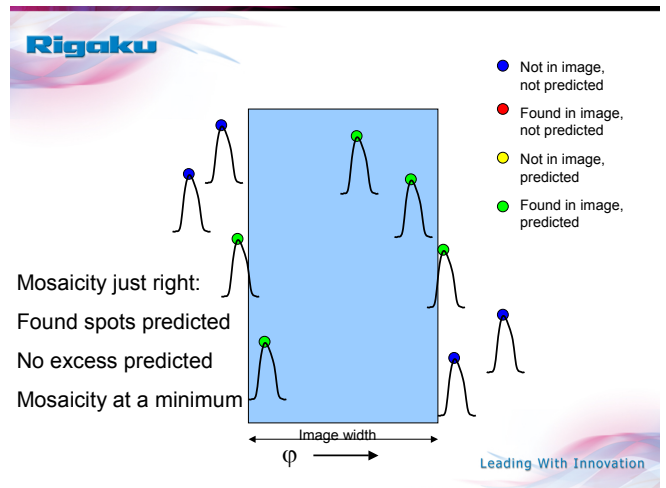 Rigaku
Not in image,
not predicted
Found in image,
not predicted
Not in image,
predicted
Found in image,
predicted
Mosaicity just right:
Found spots predicted
No excess predicted
Mosaicity at a minimum
Image width
φ
Leading With Innovation